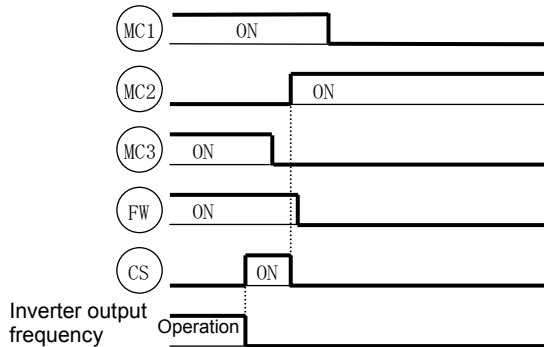 MC1 ON
MC2 ON
MC3 ON
FW ON
CS ON
Inverter output
frequency Operation